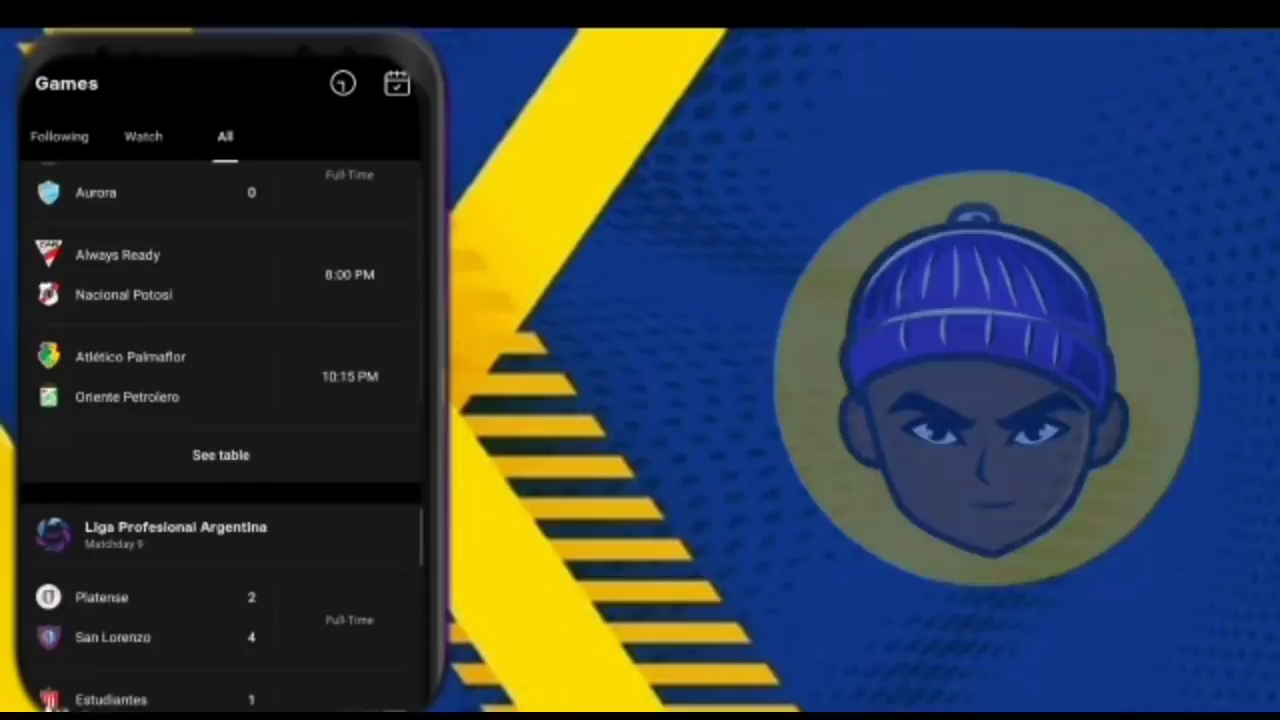 Games
Following Watch All
Full-Time
Aurora 0
Always Ready
8:00 PM
Nacional Potosí
Atlético Palmaflor
10:15 PM
Oriente Petrolero
See table
Liga Profesional Argentina
Matchday 9
Platense 2
Full-Time
San Lorenzo 4
Estudiantes 1